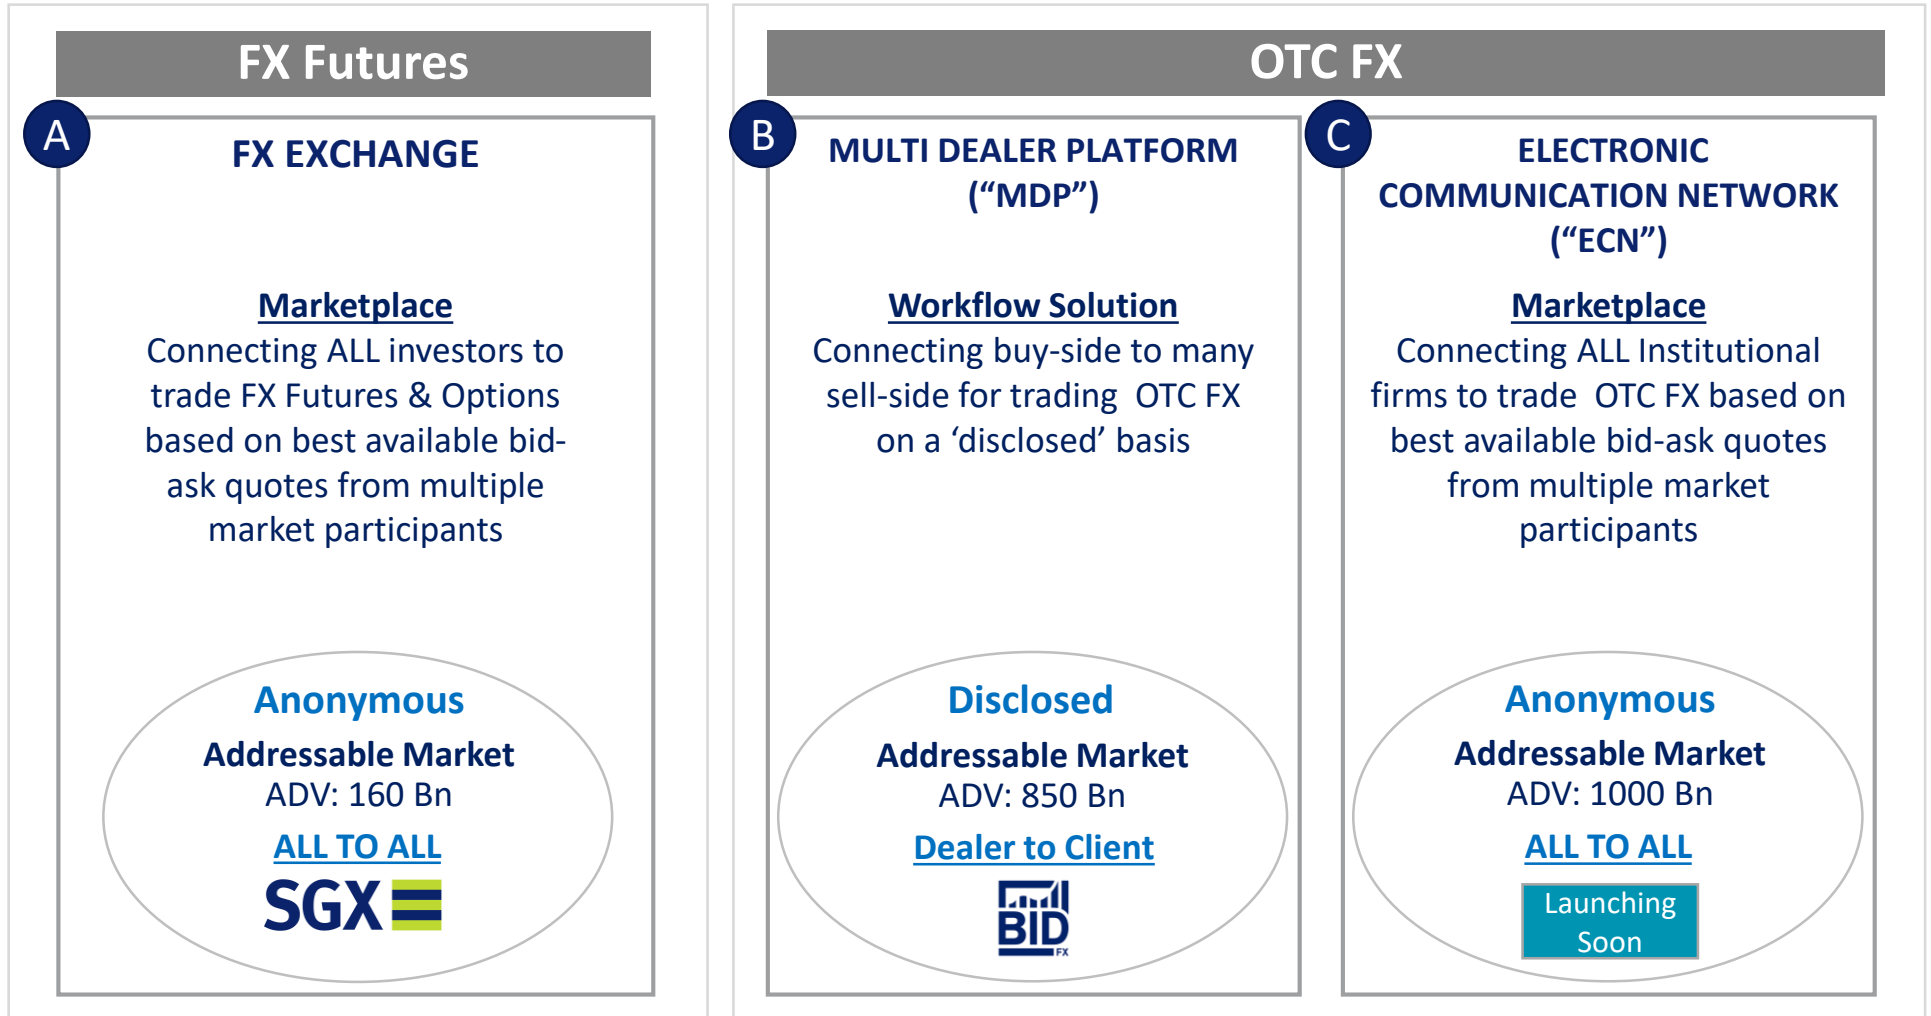 FX Futures
A
FX EXCHANGE
Marketplace
Connecting ALL investors to
trade FX Futures & Options
based on best available bid-
ask quotes from multiple
market participants
Anonymous
Addressable Market
ADV: 160 Bn
ALL TO ALL
SGX
OTC FX
B
MULTI DEALER PLATFORM
(“MDP”)
Workflow Solution
Connecting buy-side to many
sell-side for trading  OTC FX
on a ‘disclosed’ basis
Disclosed
Addressable Market
ADV: 850 Bn
Dealer to Client
BID
FX
C
ELECTRONIC
COMMUNICATION NETWORK
(“ECN”)
Marketplace
Connecting ALL Institutional
firms to trade  OTC FX based on
best available bid-ask quotes
from multiple market
participants
Anonymous
Addressable Market
ADV: 1000 Bn
ALL TO ALL
Launching
Soon